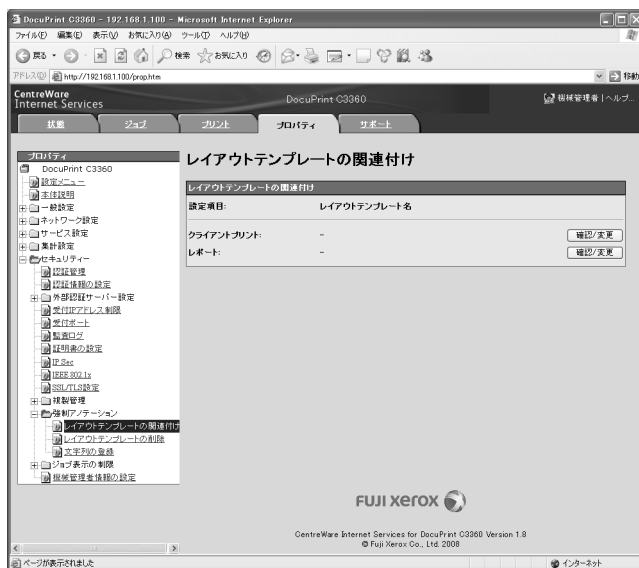 DocuPrint C3360 - 192.168.1.100 - Microsoft Internet Explorer
ファイル(F) 編集(E) 表示(V) お気に入り(A) ツール(T) ヘルプ(H)
戻る 検索 お気に入り
アドレス(D) http://192.168.1.100/prop.htm 移動
CentreWare
Internet Services
DocuPrint C3360
機械管理者 | ヘルプ...
状態 ジョブ プリント プロパティ サポート
プロパティ
DocuPrint C3360
設定メニュー
本体説明
一般設定
ネットワーク設定
サービス設定
集計設定
セキュリティー
認証管理
認証情報の設定
外部認証サーバー設定
受付IPアドレス制限
受付ポート
監査ログ
証明書の設定
IP Sec
IEEE 802.1x
SSL/TLS設定
複製管理
強制アノテーション
レイアウトテンプレートの関連付け
レイアウトテンプレートの削除
文字列の登録
ジョブ表示の制限
機械管理者情報の設定
レイアウトテンプレートの関連付け
レイアウトテンプレートの関連付け
設定項目: レイアウトテンプレート名
クライアントプリント: - 確認/変更
レポート: - 確認/変更
FUJI XEROX
CentreWare Internet Services for DocuPrint C3360 Version 1.8
© Fuji Xerox Co., Ltd. 2008
ページが表示されました インターネット